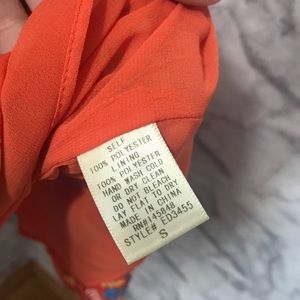 SELF
100% POLYESTER
LINING
100% POLYESTER
HAND WASH COLD
OR DRY CLEAN
DO NOT BLEACH
LAY FLAT TO DRY
MADE IN CHINA
RN#145848
STYLE# ED3455
S